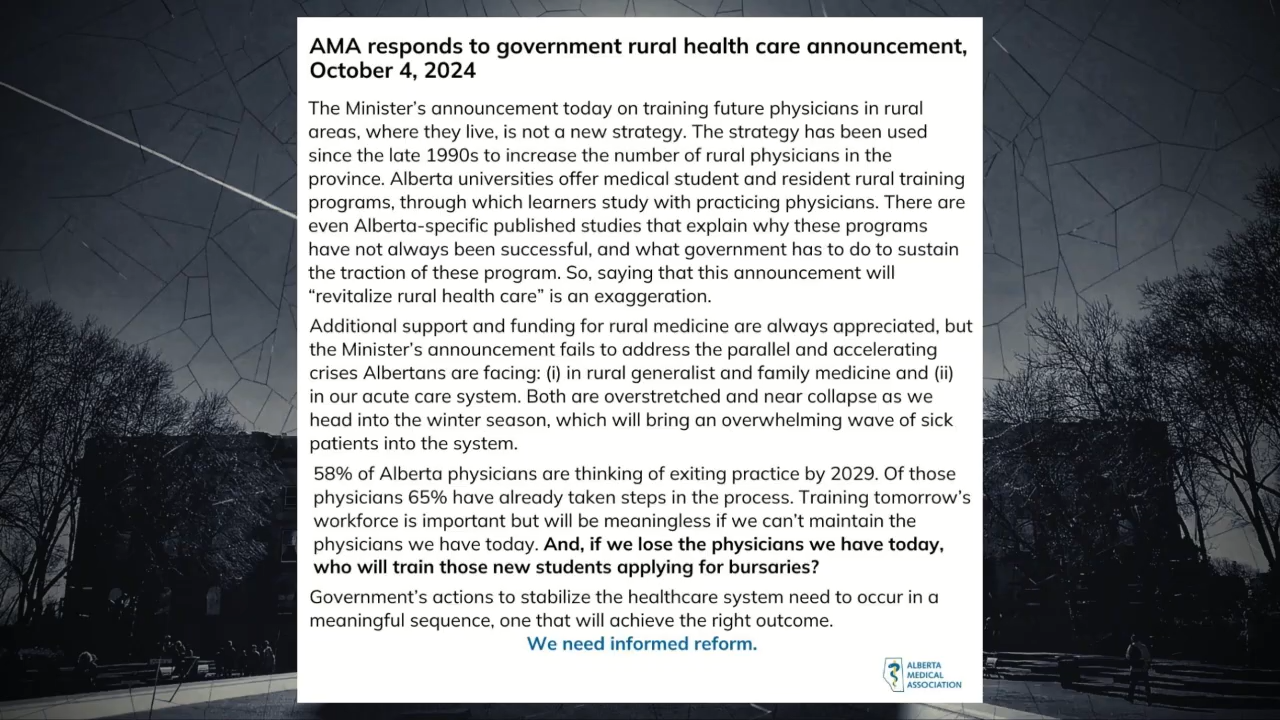 AMA responds to government rural health care announcement,
October 4, 2024
The Minister's announcement today on training future physicians in rural
areas, where they live, is not a new strategy. The strategy has been used
since the late 1990s to increase the number of rural physicians in the
province. Alberta universities offer medical student and resident rural training
programs, through which learners study with practicing physicians. There are
even Alberta-specific published studies that explain why these programs
have not always been successful, and what government has to do to sustain
the traction of these program. So, saying that this announcement will
“revitalize rural health care” is an exaggeration.
Additional support and funding for rural medicine are always appreciated, but
the Minister's announcement fails to address the parallel and accelerating
crises Albertans are facing: (i) in rural generalist and family medicine and (ii)
in our acute care system. Both are overstretched and near collapse as we
head into the winter season, which will bring an overwhelming wave of sick
patients into the system.
58% of Alberta physicians are thinking of exiting practice by 2029. Of those
physicians 65% have already taken steps in the process. Training tomorrow's
workforce is important but will be meaningless if we can't maintain the
physicians we have today. And, if we lose the physicians we have today,
who will train those new students applying for bursaries?
Government's actions to stabilize the healthcare system need to occur in a
meaningful sequence, one that will achieve the right outcome.
We need informed reform.
ALBERTA
MEDICAL
ASSOCIATION